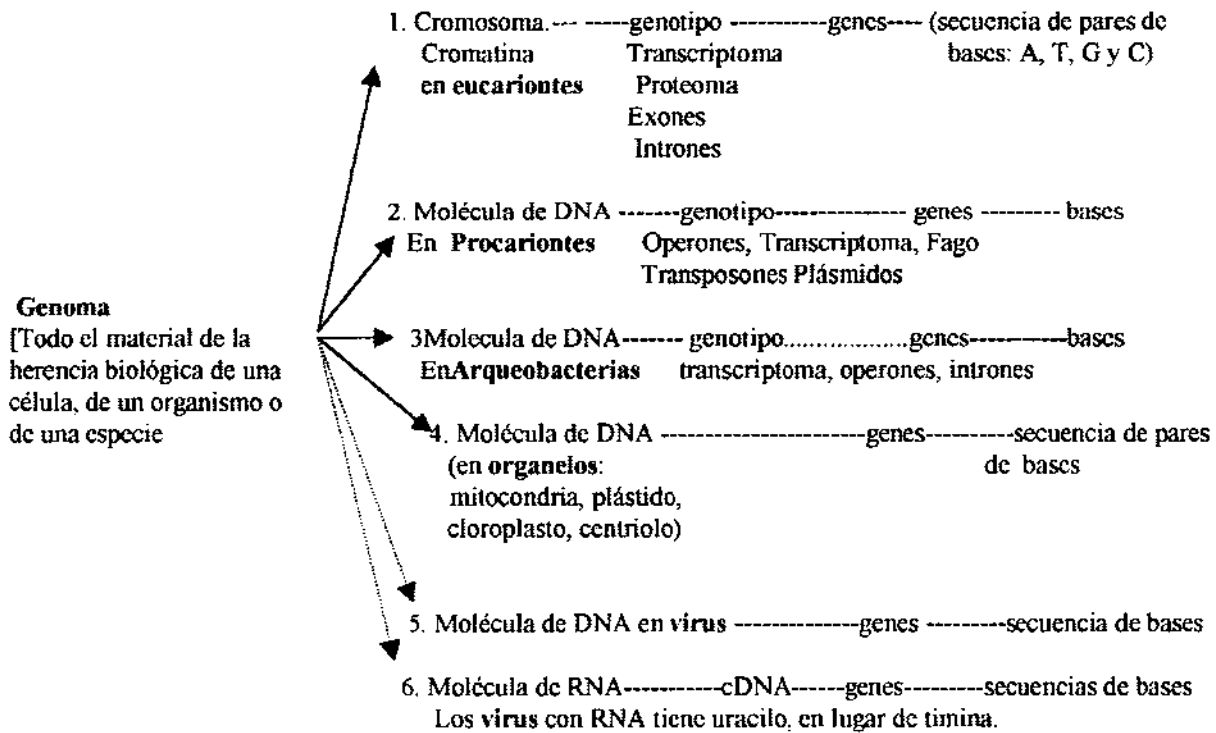 1. Cromosoma.--- -----genotipo -----------genes---- (secuencia de pares de
Cromatina Transcriptoma bases: A, T, G y C)
en eucariontes Proteoma
Exones
Intrones
2. Molécula de DNA --------genotipo--------------- genes --------- bases
En Procariontes Operones, Transcriptoma, Fago
Transposones Plásmidos
Genoma
[Todo el material de la
herencia biológica de una
célula, de un organismo o
de una especie
3Molecula de DNA------- genotipo....................genes-----------bases
EnArqueobacterias transcriptoma, operones, intrones
4. Molécula de DNA -----------------------genes----------secuencia de pares
(en organelos: de bases
mitocondria, plástido,
cloroplasto, centriolo)
5. Molécula de DNA en virus --------------genes ---------secuencia de bases
6. Molécula de RNA-----------cDNA------genes---------secuencias de bases
Los virus con RNA tiene uracilo, en lugar de timina.